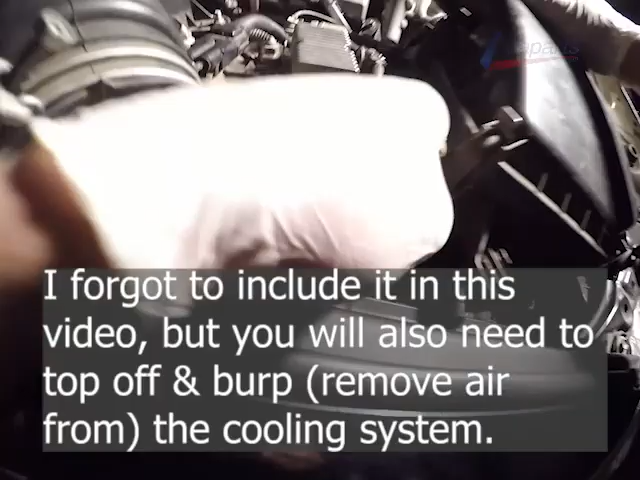 I forgot to include it in this
video, but you will also need to
top off & burp (remove air
from) the cooling system.